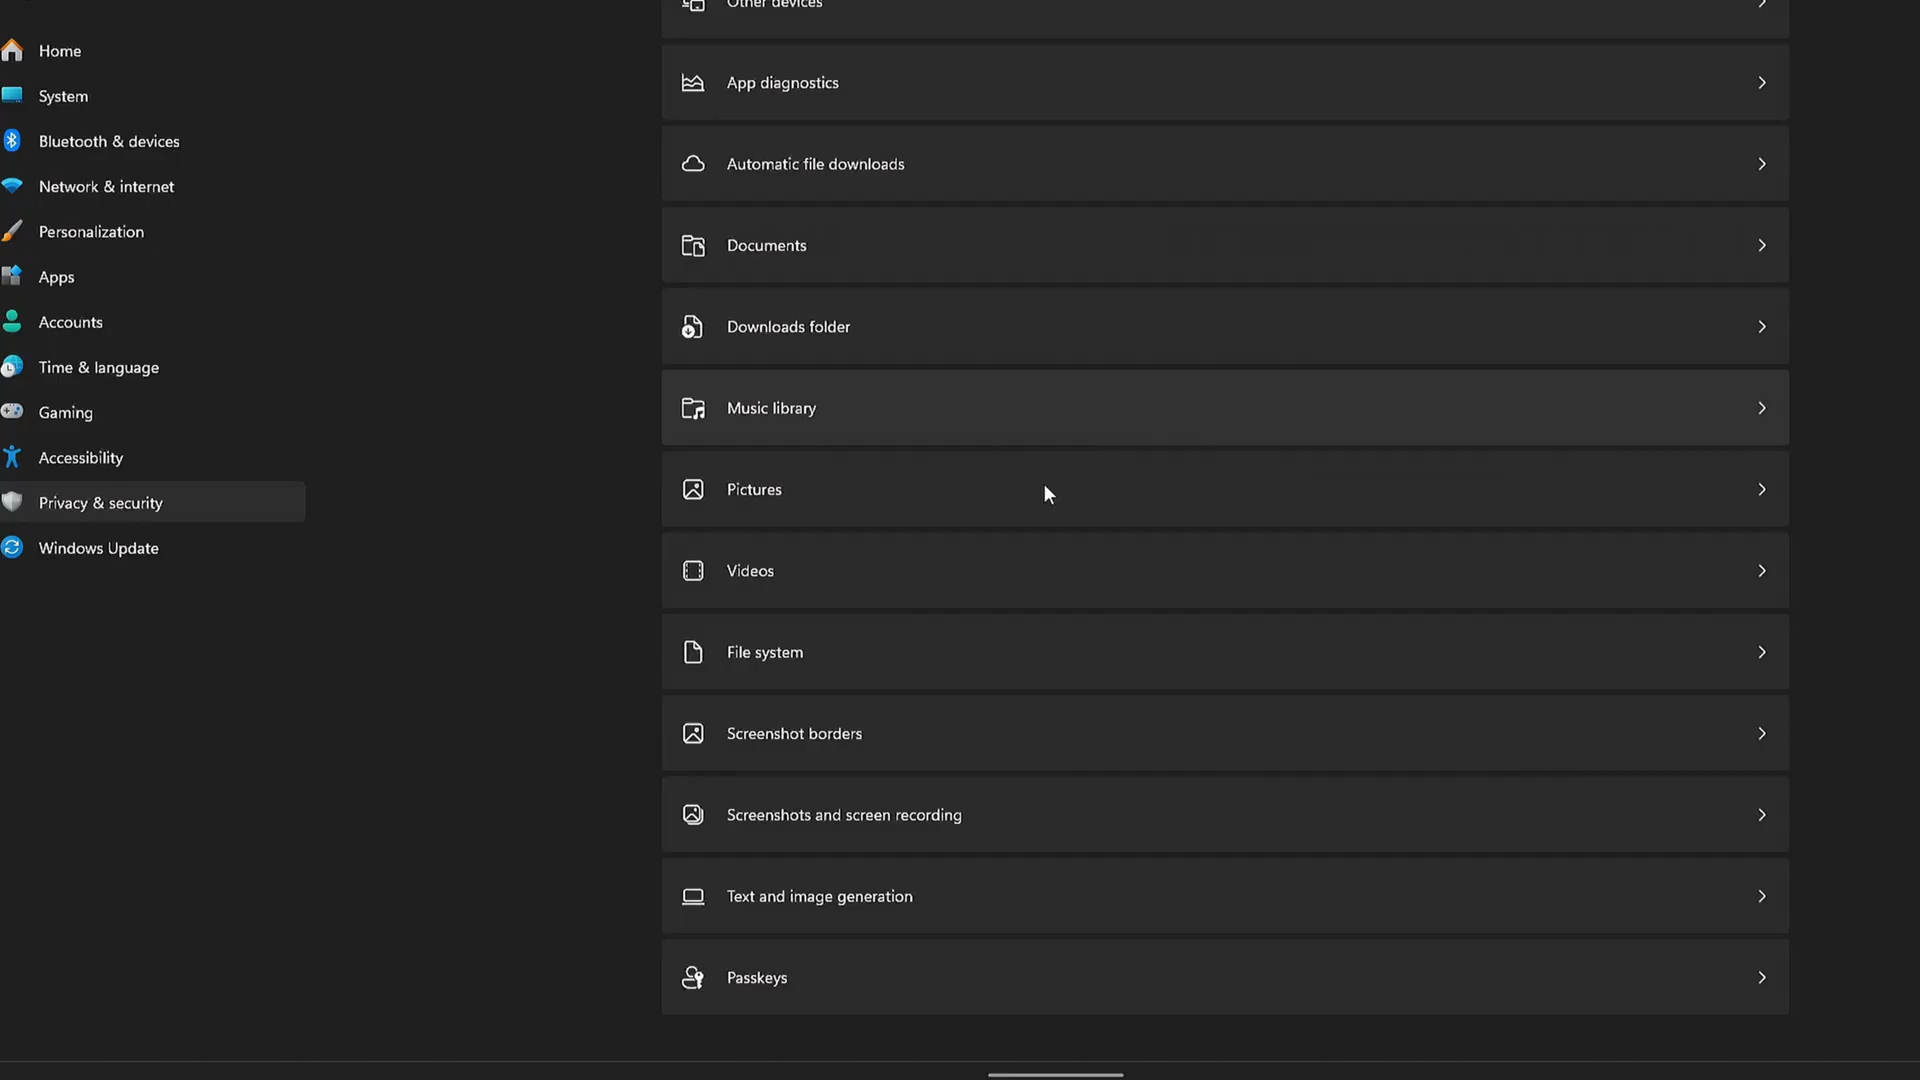 Home
System
Bluetooth & devices
Network & internet
Personalization
Apps
Accounts
Time & language
Gaming
Accessibility
Privacy & security
Windows Update
Other devices
App diagnostics
Automatic file downloads
Documents
Downloads folder
Music library
Pictures
Videos
File system
Screenshot borders
Screenshots and screen recording
Text and image generation
Passkeys